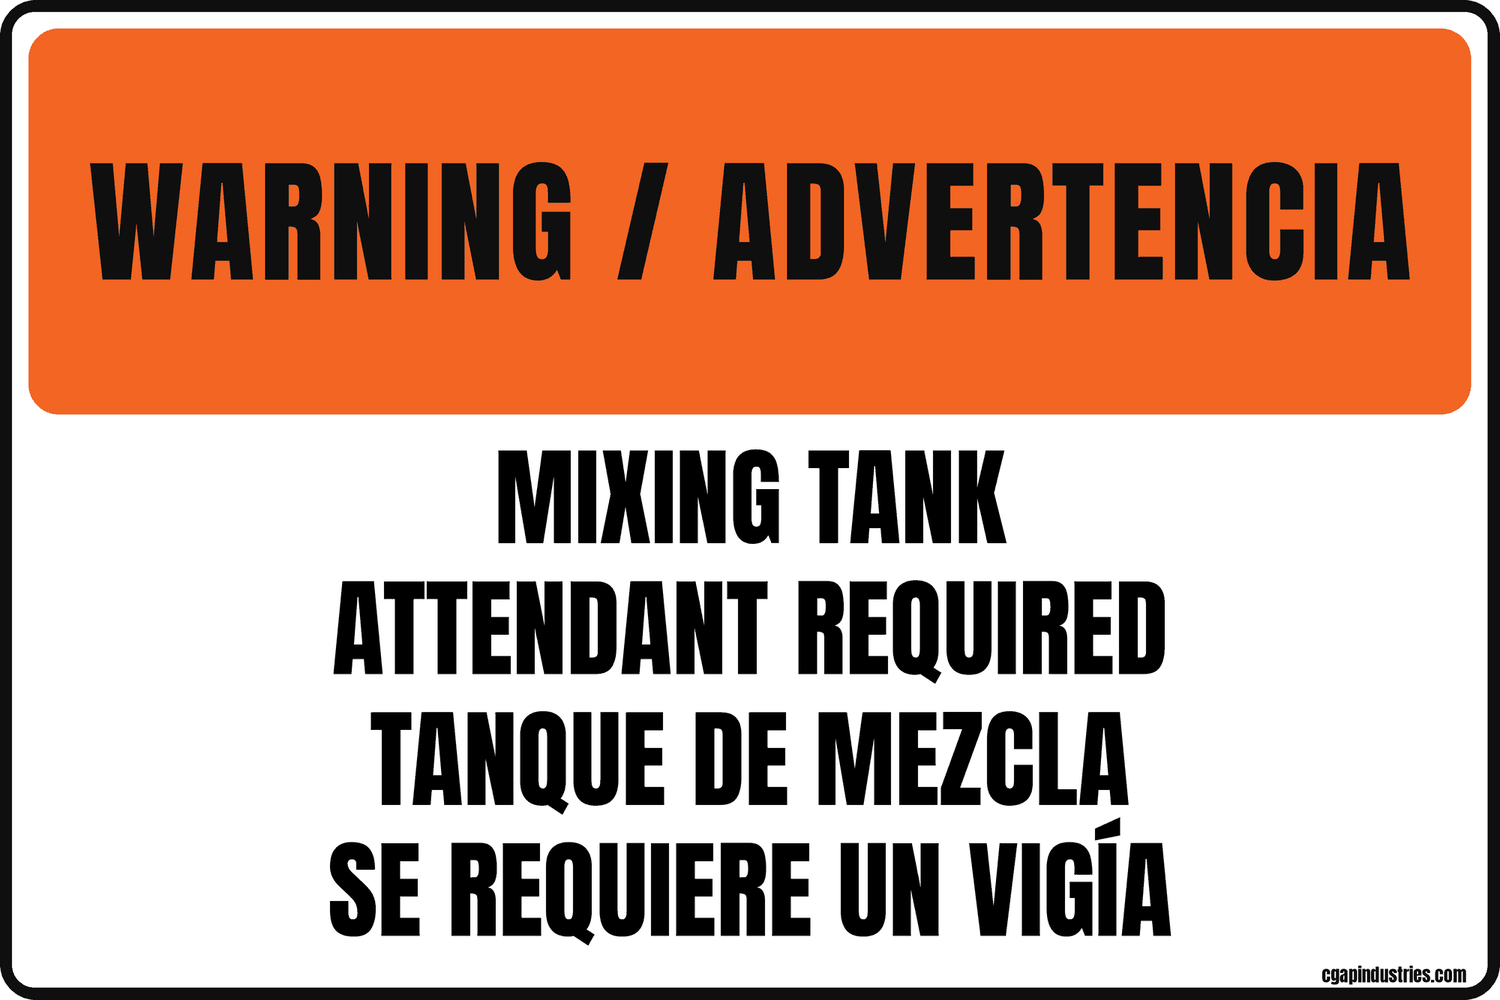 WARNING / ADVERTENCIA
MIXING TANK
ATTENDANT REQUIRED
TANQUE DE MEZCLA
SE REQUIERE UN VIGÍA
cgapindustries.com